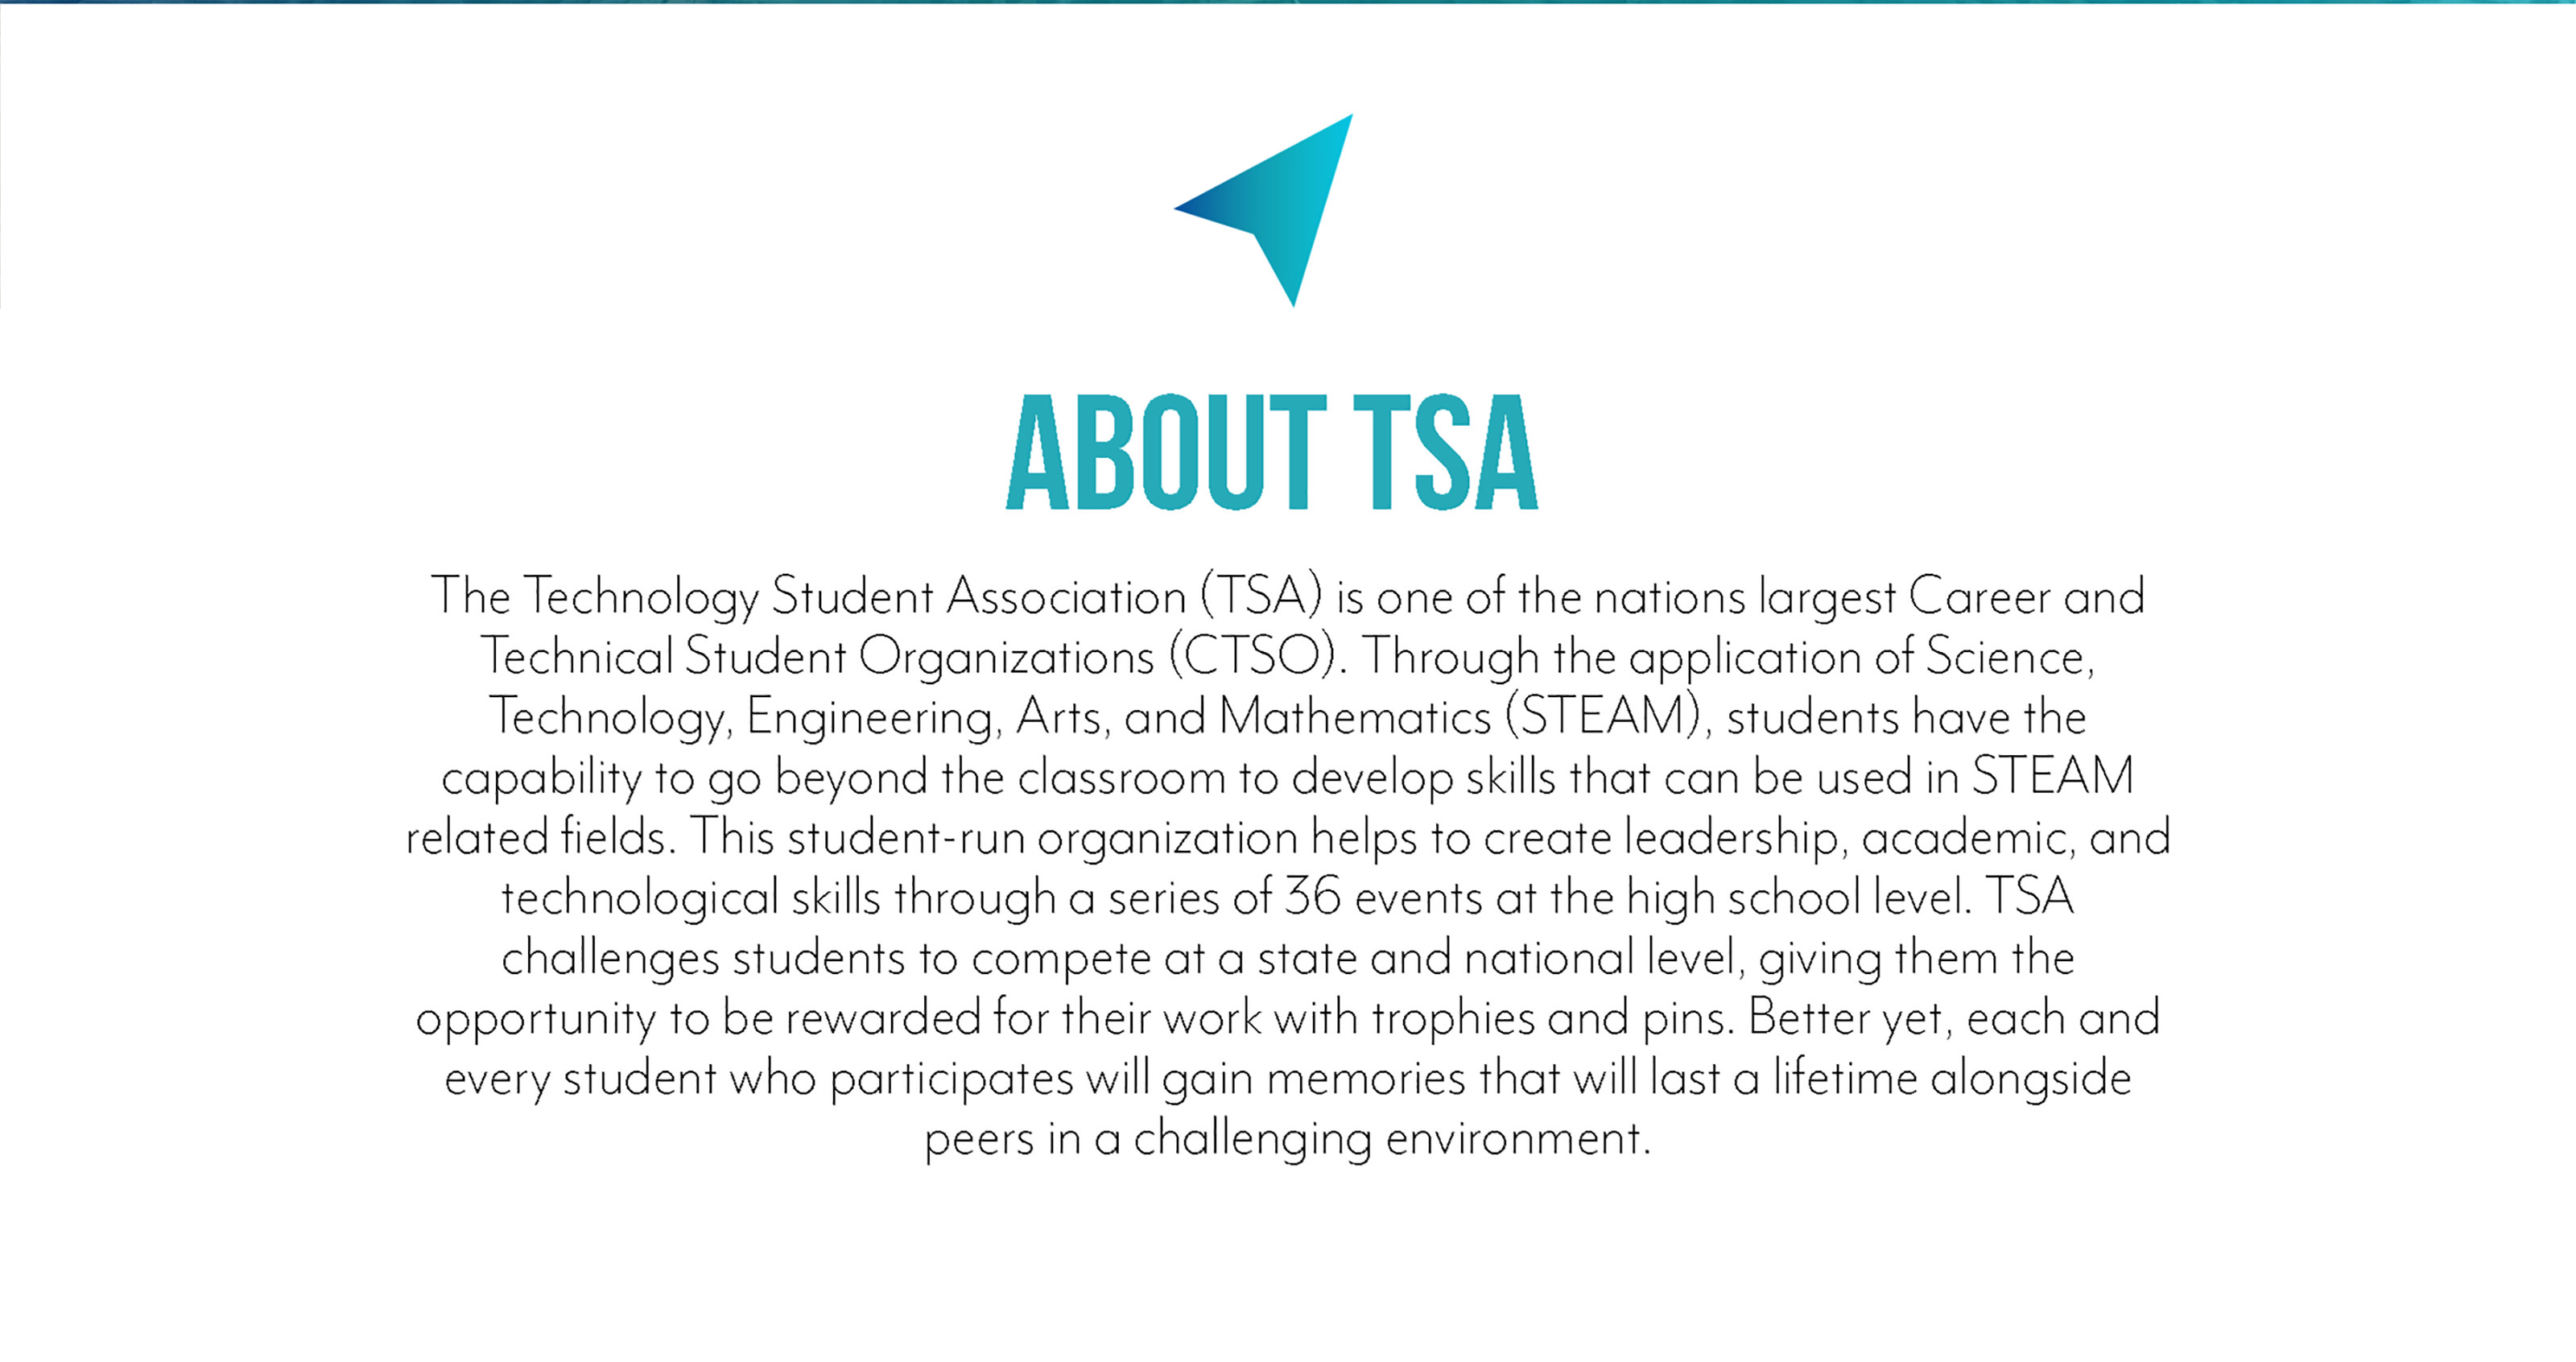 ABOUT TSA
The Technology Student Association (TSA) is one of the nations largest Career and
Technical Student Organizations (CTSO). Through the application of Science,
Technology, Engineering, Arts, and Mathematics (STEAM), students have the
capability to go beyond the classroom to develop skills that can be used in STEAM
related fields. This student-run organization helps to create leadership, academic, and
technological skills through a series of 36 events at the high school level. TSA
challenges students to compete at a state and national level, giving them the
opportunity to be rewarded for their work with trophies and pins. Better yet, each and
every student who participates will gain memories that will last a lifetime alongside
peers in a challenging environment.